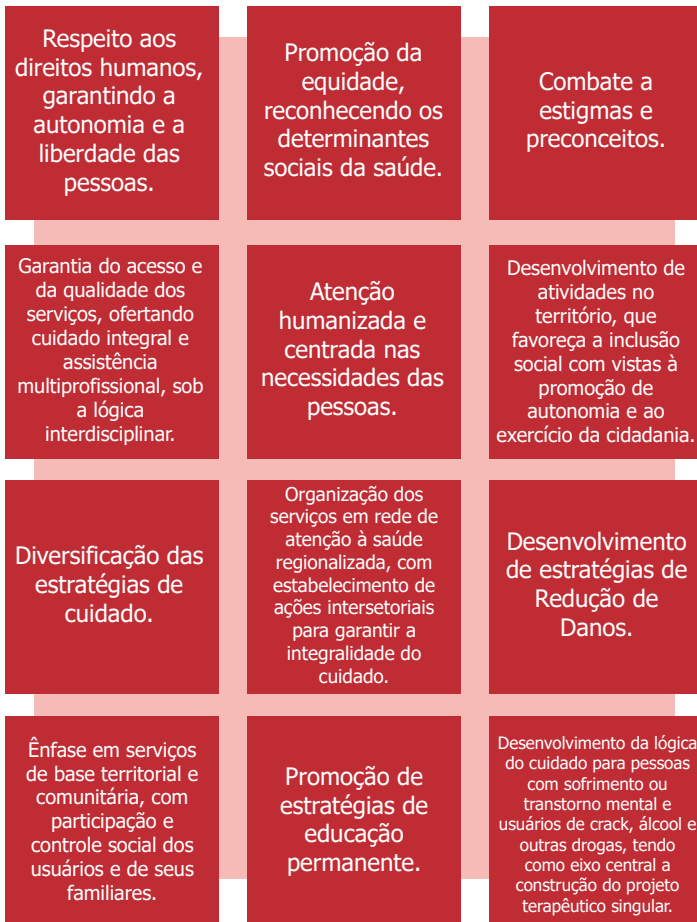 Respeito aos
direitos humanos,
garantindo a
autonomia e a
liberdade das
pessoas.
Promoção da
equidade,
reconhecendo os
determinantes
sociais da saúde.
Combate a
estigmas e
preconceitos.
Garantia do acesso e
da qualidade dos
serviços, ofertando
cuidado integral e
assistência
multiprofissional, sob
a lógica
interdisciplinar.
Atenção
humanizada e
centrada nas
necessidades das
pessoas.
Desenvolvimento de
atividades no
território, que
favoreça a inclusão
social com vistas à
promoção de
autonomia e ao
exercício da cidadania.
Diversificação das
estratégias de
cuidado.
Organização dos
serviços em rede de
atenção à saúde
regionalizada, com
estabelecimento de
ações intersetoriais
para garantir a
integralidade do
cuidado.
Desenvolvimento
de estratégias de
Redução de
Danos.
Ênfase em serviços
de base territorial e
comunitária, com
participação e
controle social dos
usuários e de seus
familiares.
Promoção de
estratégias de
educação
permanente.
Desenvolvimento da lógica
do cuidado para pessoas
com sofrimento ou
transtorno mental e
usuários de crack, álcool e
outras drogas, tendo
como eixo central a
construção do projeto
terapêutico singular.